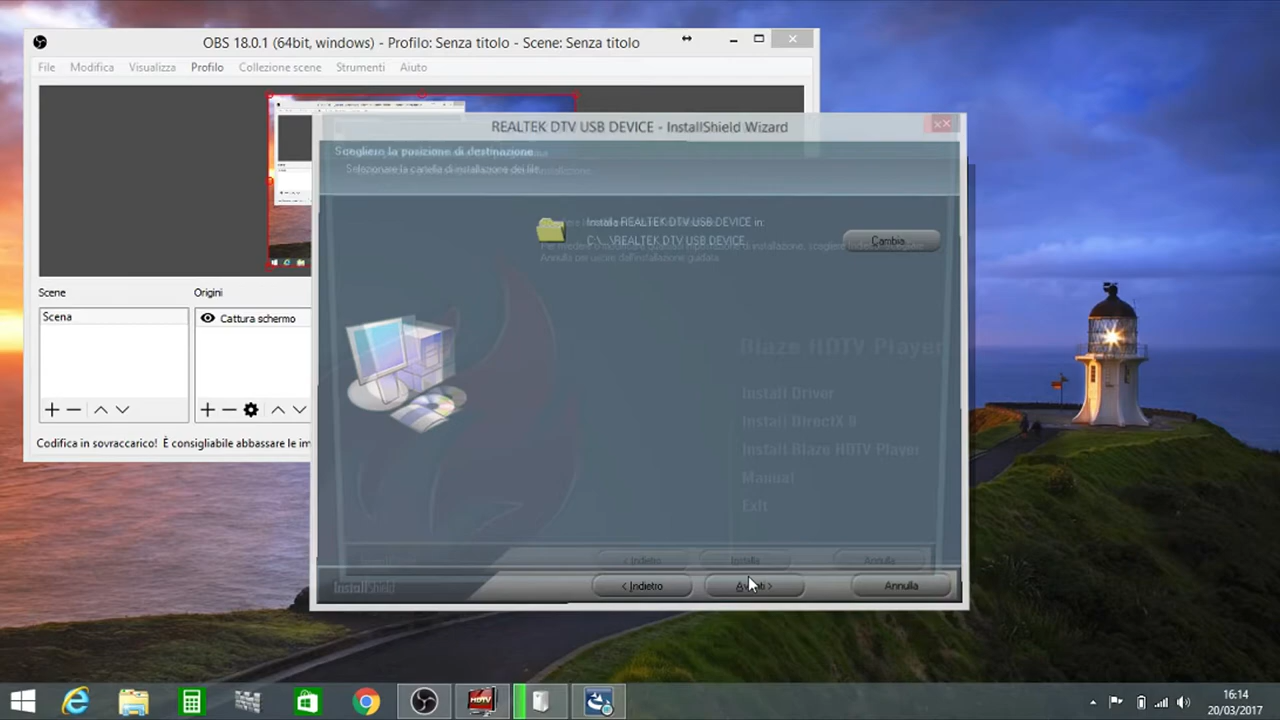 OBS 18.0.1 (64bit, windows) - Profilo: Senza titolo - Scene: Senza titolo
File Modifica Visualizza Profilo Collezione scene Strumenti Aiuto
REALTEK DTV USB DEVICE - InstallShield Wizard
Scegliere la posizione di destinazione
Selezionare la cartella di installazione dei file.
Installa REALTEK DTV USB DEVICE in:
C:\...\REALTEK DTV USB DEVICE
Cambia...
Annulla per uscire dall'installazione guidata.
Scene
Origini
Scena
Cattura schermo
Blaze HDTV Player
Install Driver
Install DirectX 9
Install Blaze HDTV Player
Manual
Exit
Codifica in sovraccarico! È consigliabile abbassare le im
< Indietro Installa Annulla
InstallShield
< Indietro Avanti > Annulla
HDTV
16:14
20/03/2017